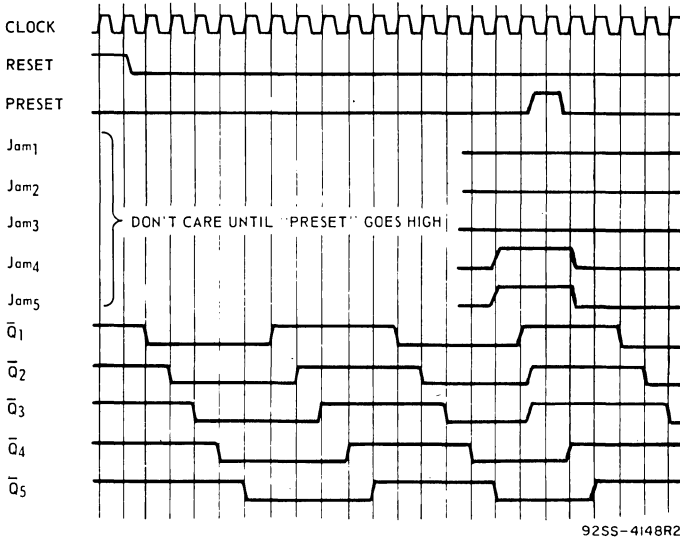 CLOCK
RESET
PRESET
Jam1
Jam2
Jam3
DON'T CARE UNTIL "PRESET" GOES HIGH
Jam4
Jam5
Q̅1
Q̅2
Q̅3
Q̅4
Q̅5
92SS-4148R2